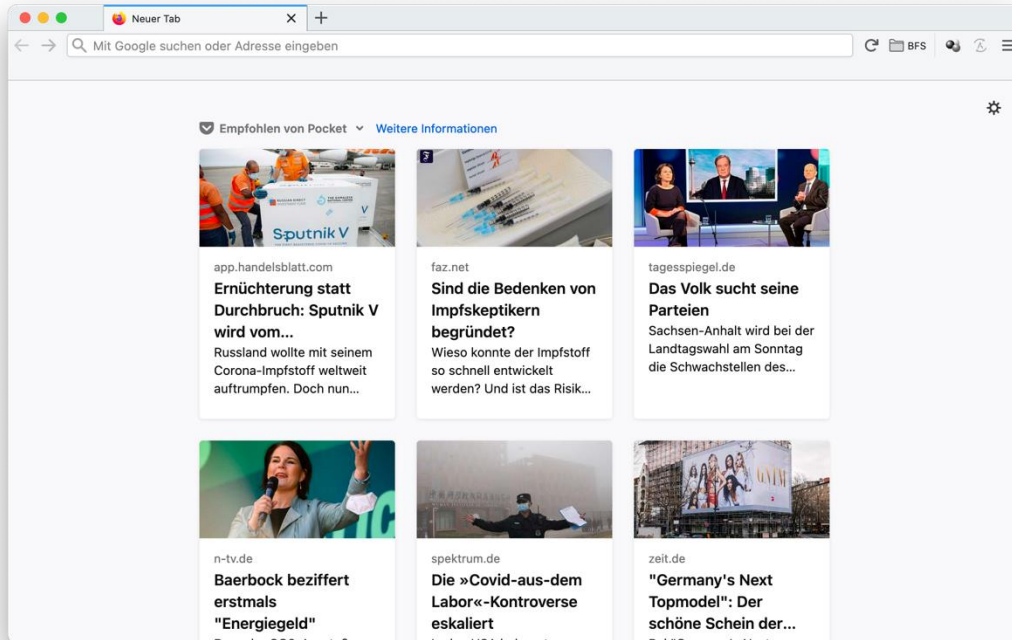 Neuer Tab
Mit Google suchen oder Adresse eingeben
BFS
Empfohlen von Pocket
Weitere Informationen
Sputnik V
app.handelsblatt.com
Ernüchterung statt
Durchbruch: Sputnik V
wird vom...
Russland wollte mit seinem
Corona-Impfstoff weltweit
auftrumpfen. Doch nun...
faz.net
Sind die Bedenken von
Impfskeptikern
begründet?
Wieso konnte der Impfstoff
so schnell entwickelt
werden? Und ist das Risik...
tagesspiegel.de
Das Volk sucht seine
Parteien
Sachsen-Anhalt wird bei der
Landtagswahl am Sonntag
die Schwachstellen des...
n-tv.de
Baerbock beziffert
erstmals
"Energiegeld"
spektrum.de
Die »Covid-aus-dem
Labor«-Kontroverse
eskaliert
GNTM
zeit.de
"Germany's Next
Topmodel": Der
schöne Schein der...